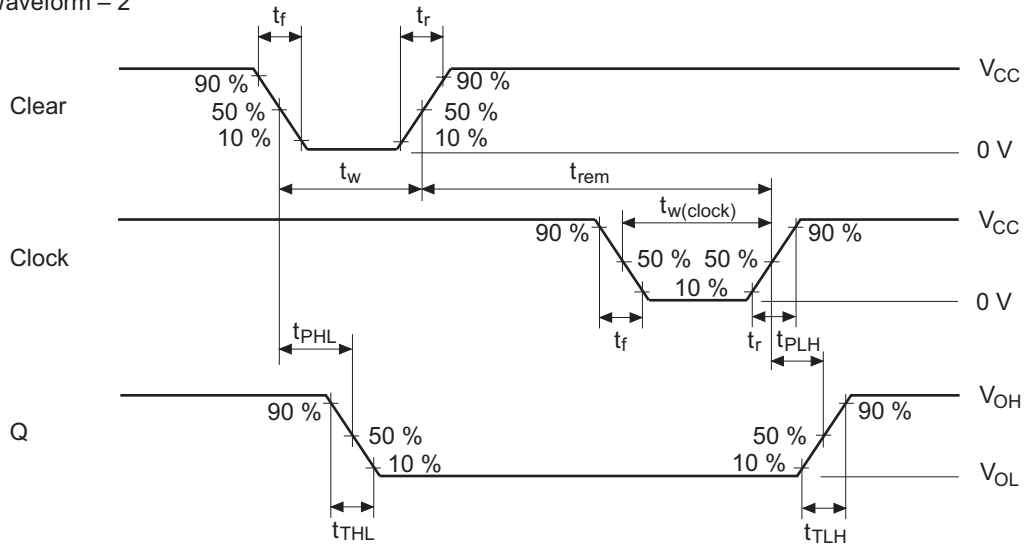 Waveform – 2
tf tr
VCC
90 % 90 %
Clear
50 % 50 %
10 % 10 %
0 V
tw trem
tw(clock)
VCC
90 % 90 %
Clock
50 % 50 %
10 %
0 V
tPHL tf tr tPLH
VOH
90 % 90 %
Q
50 % 50 %
10 % 10 %
VOL
tTHL tTLH